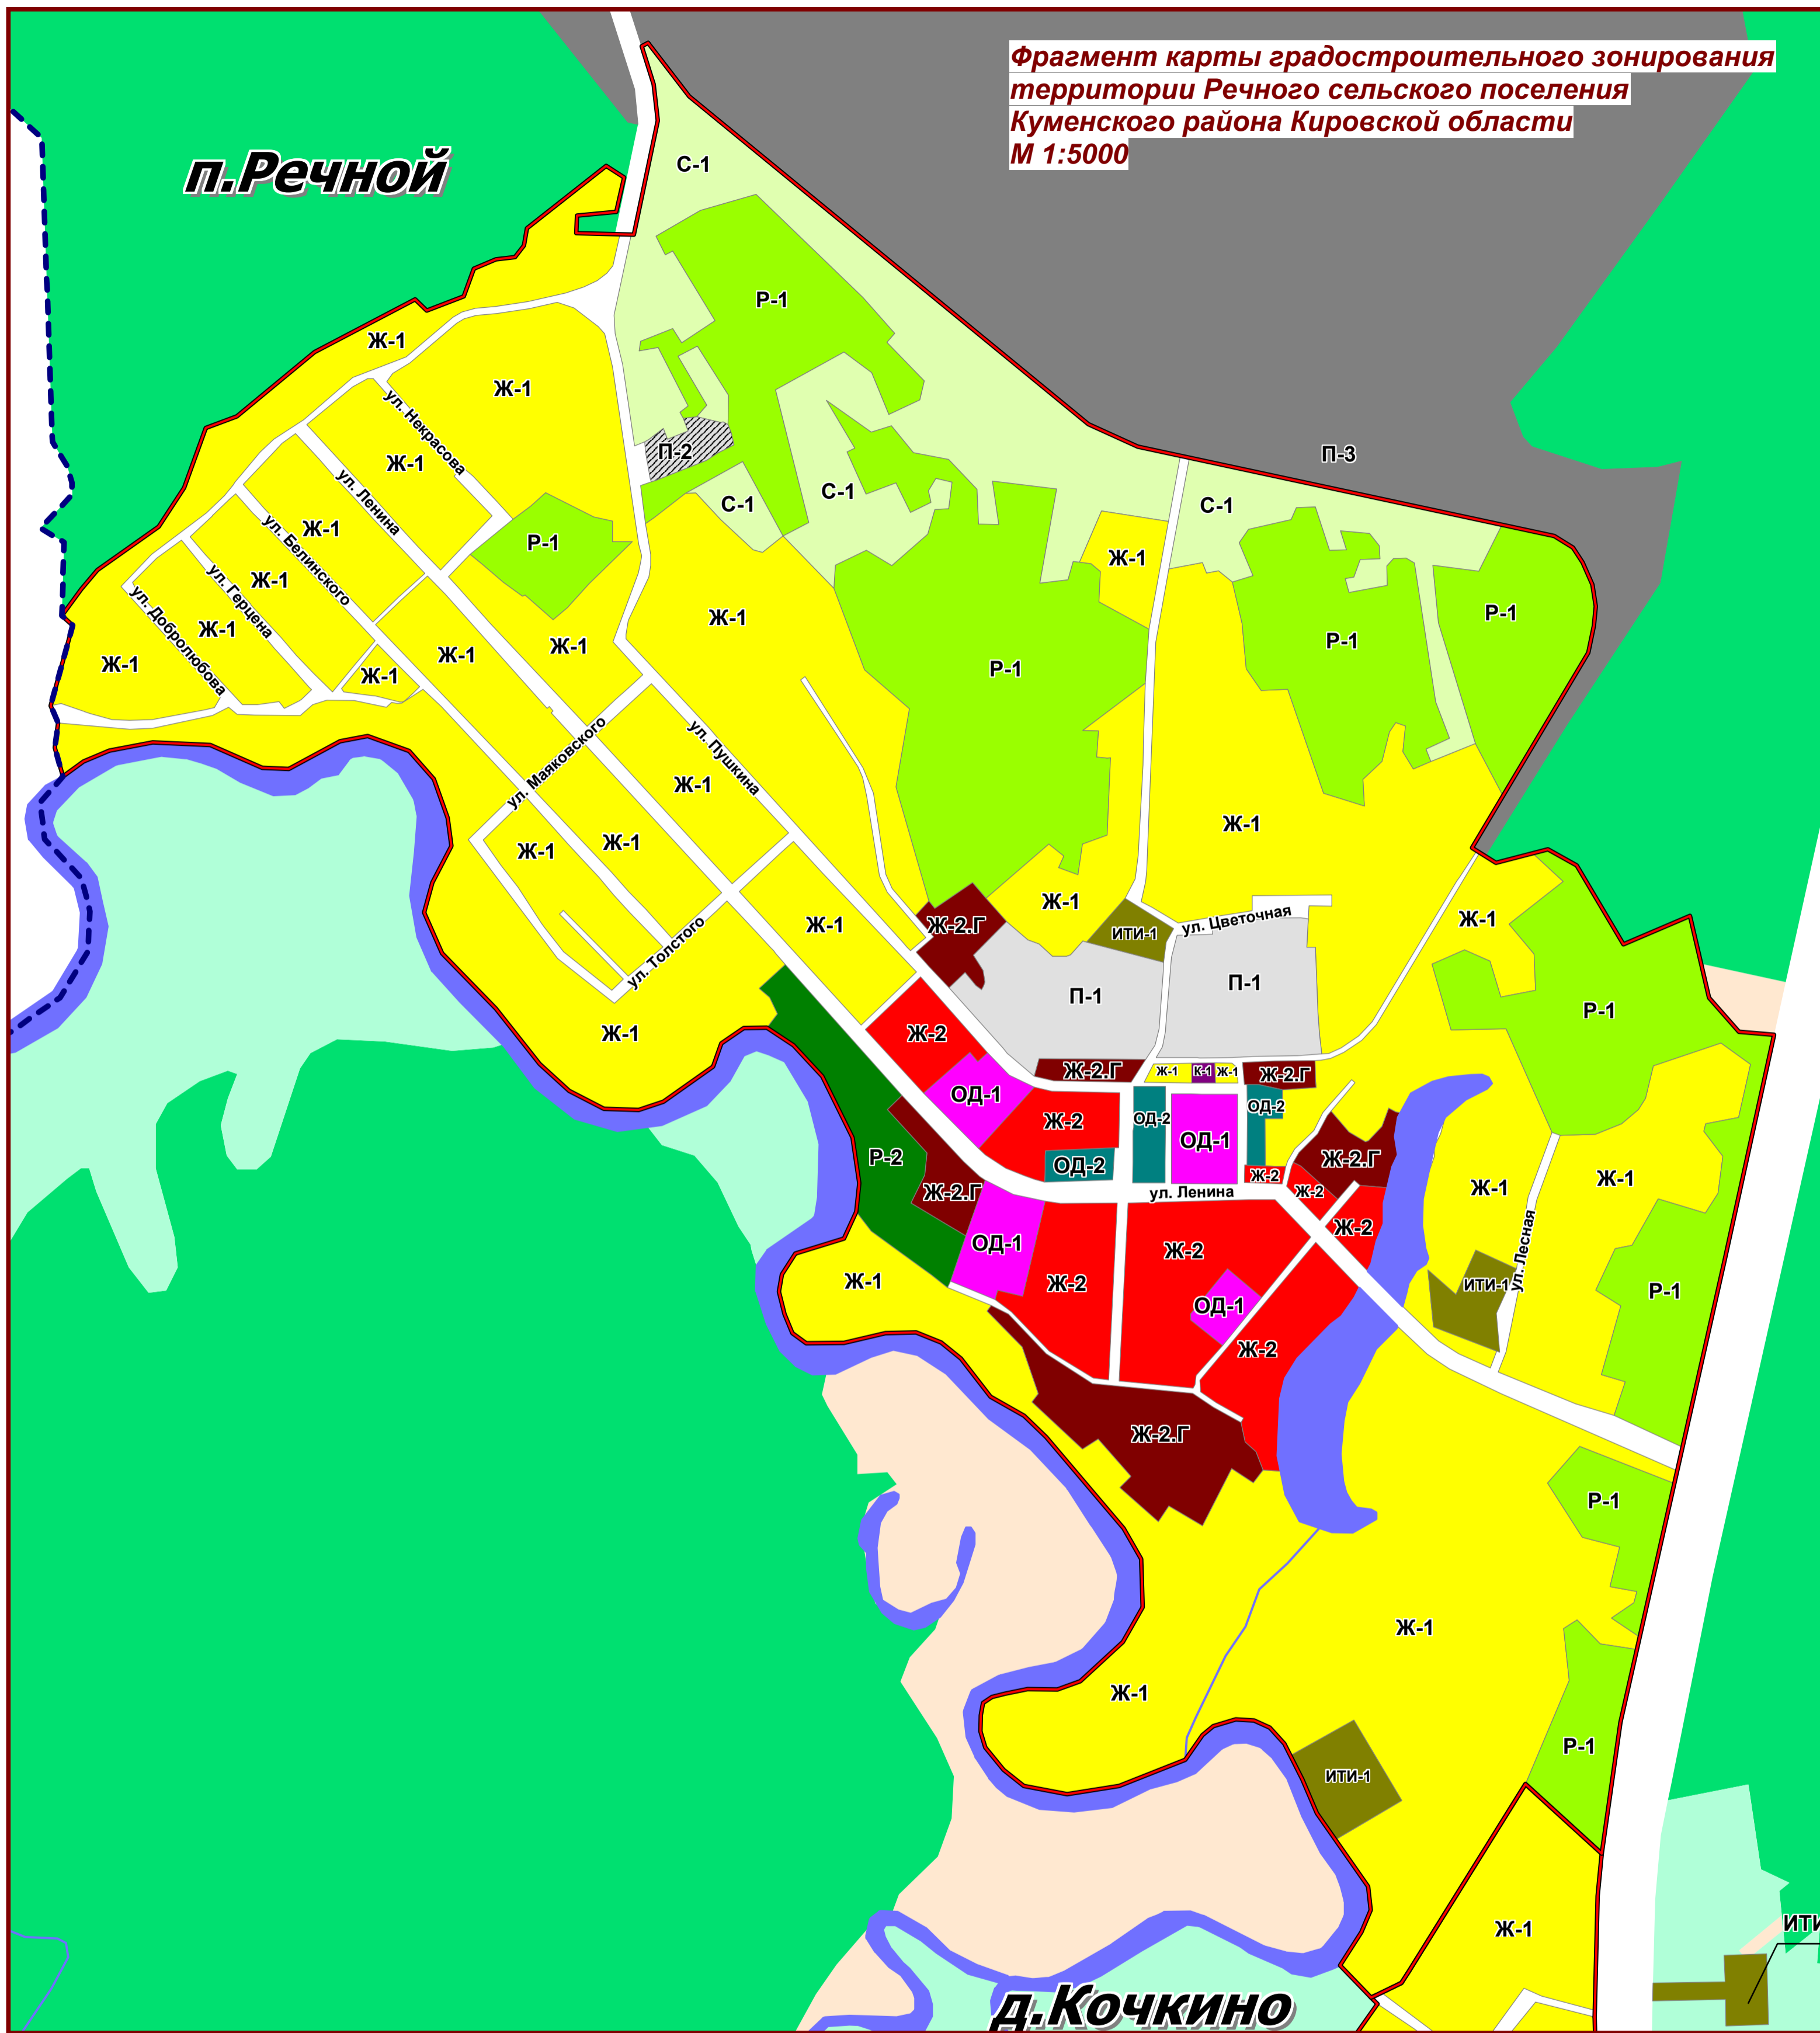 Фрагмент карты градостроительного зонирования
территории Речного сельского поселения
Куменского района Кировской области
М 1:5000
п.Речной
С-1
Р-1
Ж-1
Ж-1
ул. Некрасова
П-2
П-3
Ж-1
ул. Ленина
С-1
С-1
С-1
Ж-1
ул. Белинского
Р-1
Ж-1
Ж-1
ул. Герцена
Ж-1
Р-1
Ж-1
ул. Добролюбова
Р-1
Ж-1
Ж-1
Ж-1
Р-1
Ж-1
ул. Маяковского
ул. Пушкина
Ж-1
Ж-1
Ж-1
Ж-1
Ж-1
Ж-1
Ж-2.Г
Ж-1
ул. Цветочная
ИТИ-1
ул. Толстого
П-1
П-1
Р-1
Ж-1
Ж-2
Ж-2.Г
Ж-1
К-1
Ж-1
Ж-2.Г
ОД-1
Ж-2
ОД-2
ОД-2
ОД-1
Р-2
ОД-2
Ж-2.Г
Ж-2
Ж-1
Ж-1
Ж-2.Г
ул. Ленина
Ж-2
Ж-2
ОД-1
Ж-2
ул. Лесная
Ж-1
Ж-2
ИТИ-1
Р-1
ОД-1
Ж-2
Ж-2.Г
Р-1
Ж-1
Ж-1
Р-1
ИТИ-1
Ж-1
ИТИ
д.Кочкино